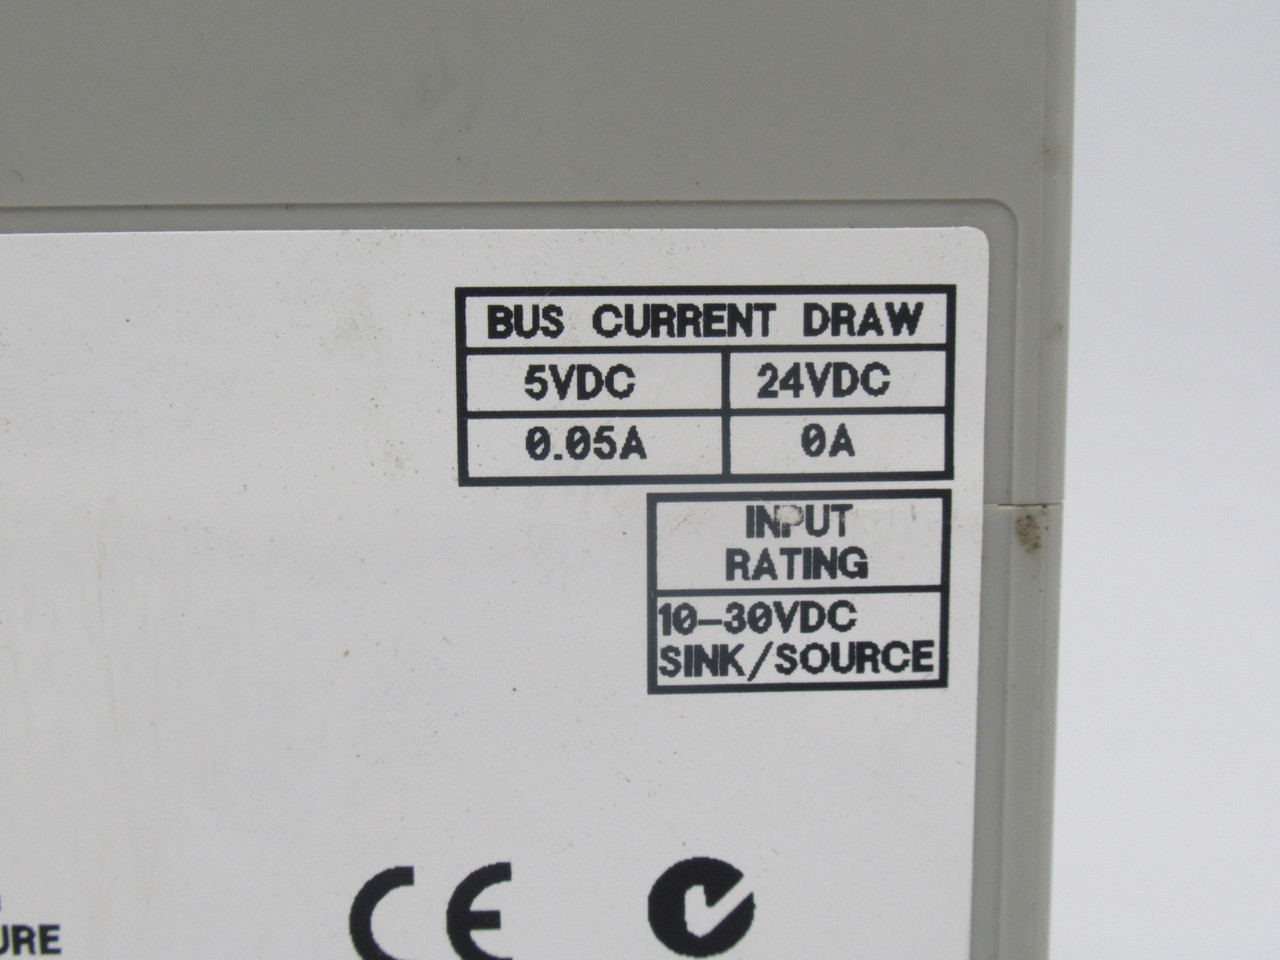 BUS CURRENT DRAW
5VDC 24VDC
0.05A 0A
INPUT
RATING
10-30VDC
SINK/SOURCE
CE